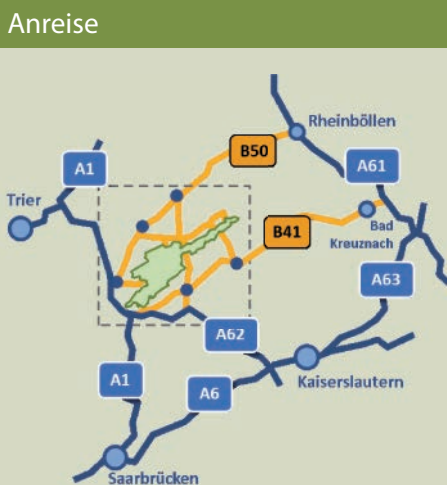 Anreise
Rheinböllen
B50
A1
A61
Trier
B41
Bad
Kreuznach
A63
A62
A1
A6
Kaiserslautern
Saarbrücken